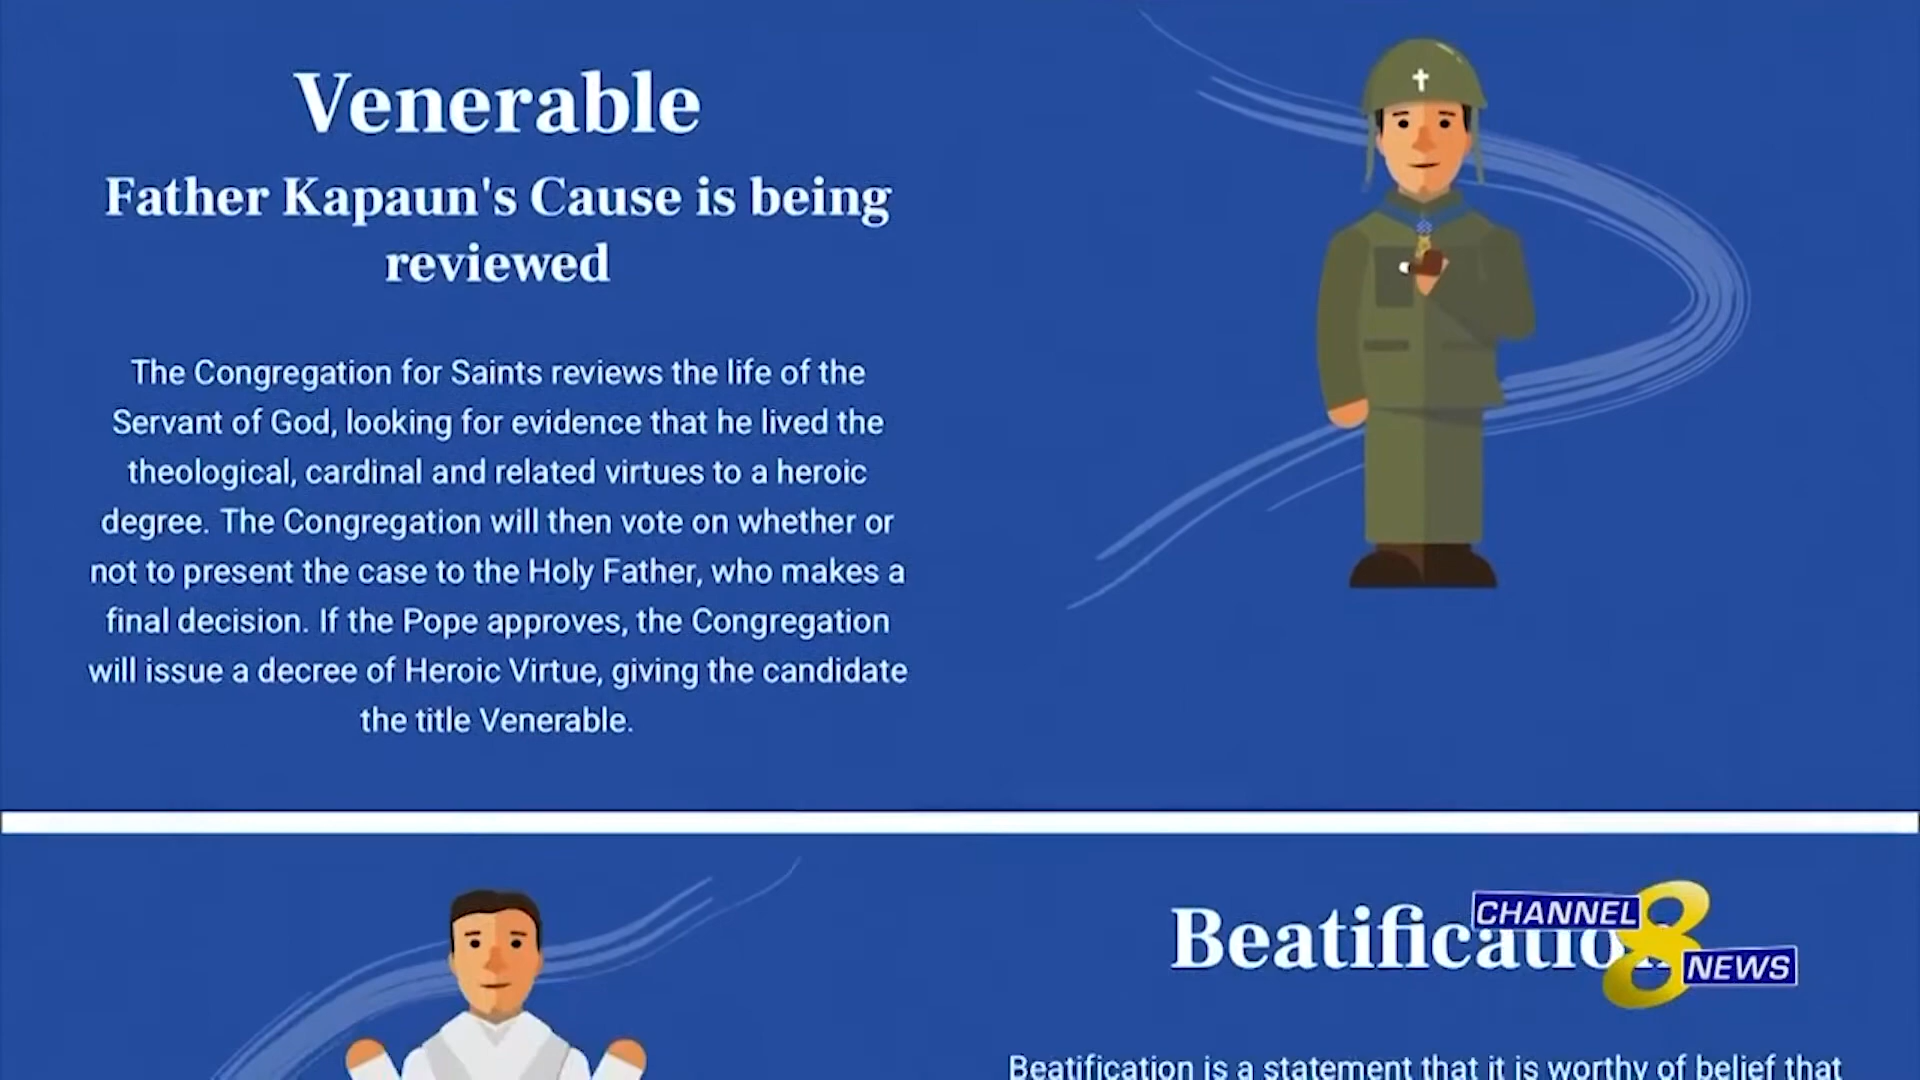 Venerable
Father Kapaun's Cause is being
reviewed
The Congregation for Saints reviews the life of the
Servant of God, looking for evidence that he lived the
theological, cardinal and related virtues to a heroic
degree. The Congregation will then vote on whether or
not to present the case to the Holy Father, who makes a
final decision. If the Pope approves, the Congregation
will issue a decree of Heroic Virtue, giving the candidate
the title Venerable.
Beatification
CHANNEL
8
NEWS
Beatification is a statement that it is worthy of belief that